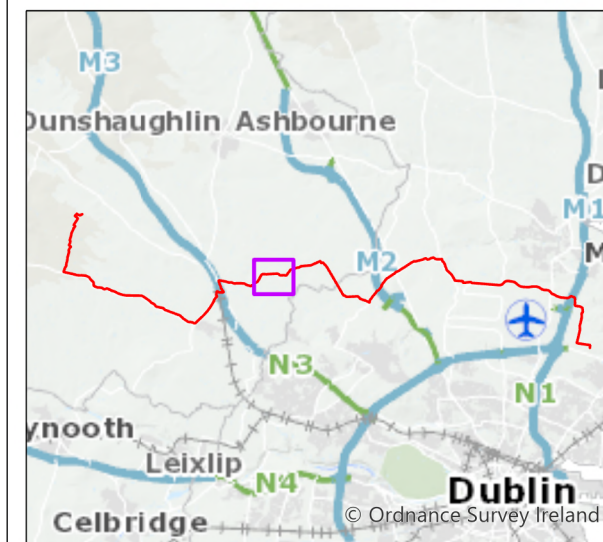 M3
Dunshaughlin
Ashbourne
D
M1
M
M2
N3
N1
ynooth
Leixlip
N4
Dublin
Celbridge
© Ordnance Survey Ireland